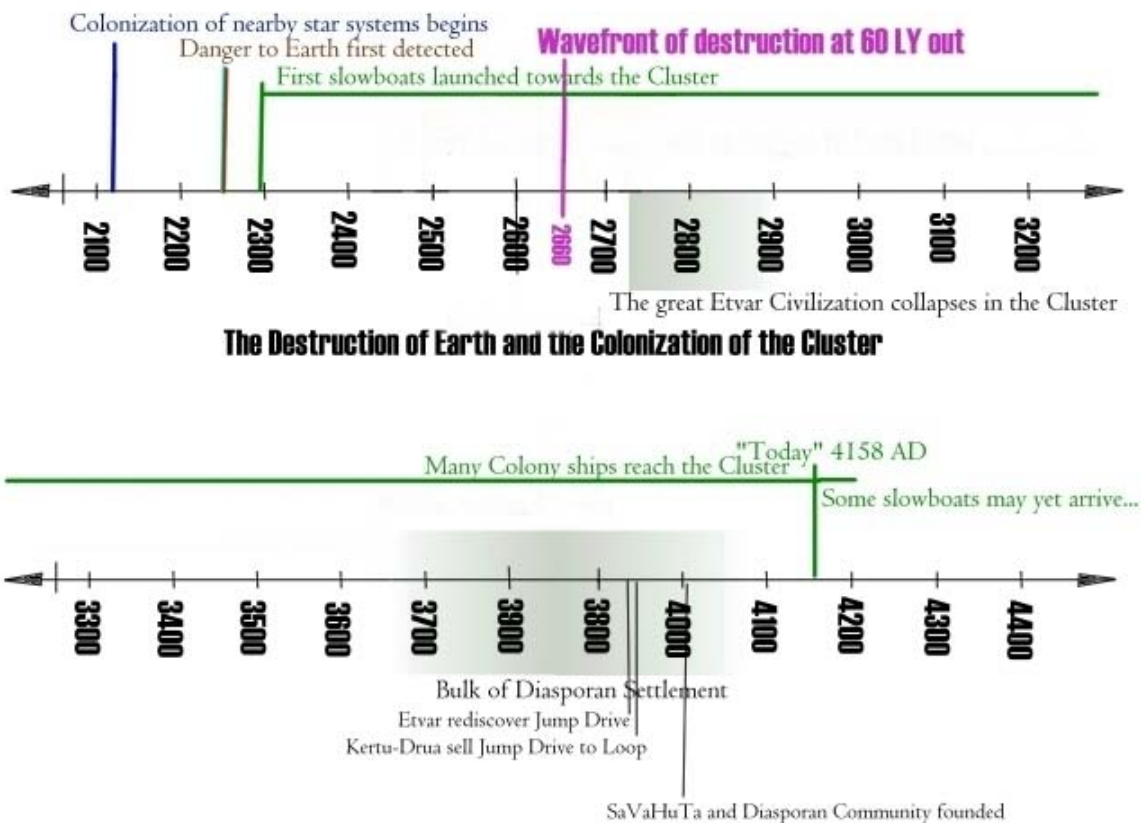 Colonization of nearby star systems begins
Danger to Earth first detected
Wavefront of destruction at 60 LY out
First slowboats launched towards the Cluster
2100 2200 2300 2400 2500 2600 2660 2700 2800 2900 3000 3100 3200
The great Etvar Civilization collapses in the Cluster
The Destruction of Earth and the Colonization of the Cluster
"Today" 4158 AD
Many Colony ships reach the Cluster
Some slowboats may yet arrive...
3300 3400 3500 3600 3700 3900 3800 4000 4100 4200 4300 4400
Bulk of Diasporan Settlement
Etvar rediscover Jump Drive
Kertu-Drua sell Jump Drive to Loop
SaVaHuTa and Diasporan Community founded